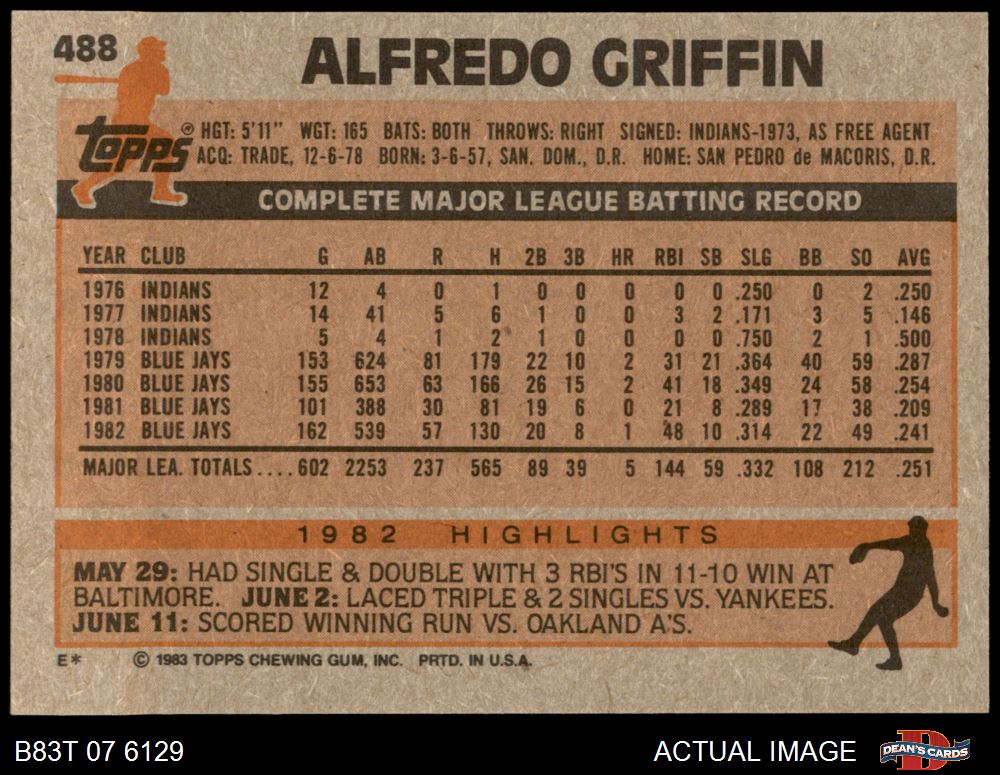 488
ALFREDO GRIFFIN
Topps ® HGT: 5'11" WGT: 165 BATS: BOTH THROWS: RIGHT SIGNED: INDIANS-1973, AS FREE AGENT
ACQ: TRADE, 12-6-78 BORN: 3-6-57, SAN. DOM., D.R. HOME: SAN PEDRO de MACORIS, D.R.
COMPLETE MAJOR LEAGUE BATTING RECORD
YEAR CLUB G AB R H 2B 3B HR RBI SB SLG BB SO AVG
1976 INDIANS 12 4 0 1 0 0 0 0 0 .250 0 2 .250
1977 INDIANS 14 41 5 6 1 0 0 3 2 .171 3 5 .146
1978 INDIANS 5 4 1 2 1 0 0 0 0 .750 2 1 .500
1979 BLUE JAYS 153 624 81 179 22 10 2 31 21 .364 40 59 .287
1980 BLUE JAYS 155 653 63 166 26 15 2 41 18 .349 24 58 .254
1981 BLUE JAYS 101 388 30 81 19 6 0 21 8 .289 17 38 .209
1982 BLUE JAYS 162 539 57 130 20 8 1 48 10 .314 22 49 .241
MAJOR LEA. TOTALS....602 2253 237 565 89 39 5 144 59 .332 108 212 .251
1982 HIGHLIGHTS
MAY 29: HAD SINGLE & DOUBLE WITH 3 RBI'S IN 11-10 WIN AT
BALTIMORE. JUNE 2: LACED TRIPLE & 2 SINGLES VS. YANKEES.
JUNE 11: SCORED WINNING RUN VS. OAKLAND A'S.
E* © 1983 TOPPS CHEWING GUM, INC. PRTD. IN U.S.A.
B83T 07 6129 ACTUAL IMAGE D DEAN'S CARDS